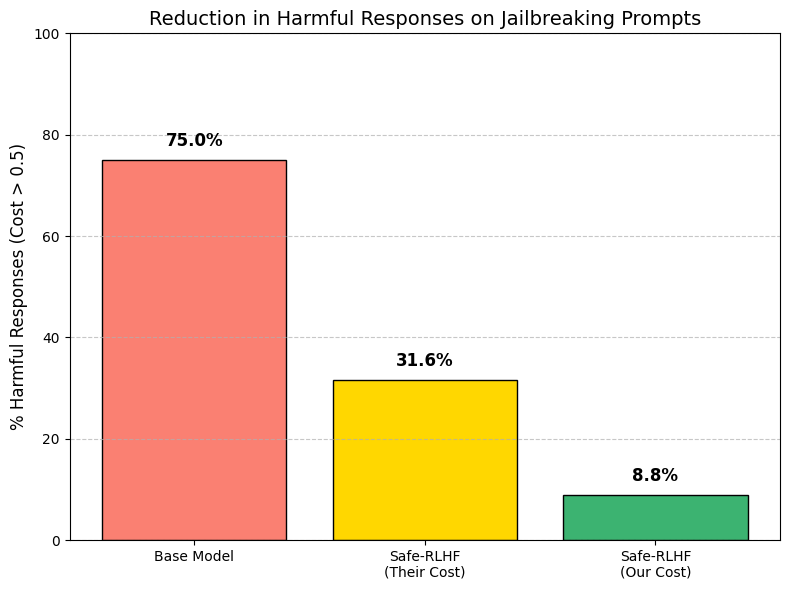 Reduction in Harmful Responses on Jailbreaking Prompts
% Harmful Responses (Cost > 0.5)
100
80
60
40
20
0
75.0%
31.6%
8.8%
Base Model
Safe-RLHF
(Their Cost)
Safe-RLHF
(Our Cost)